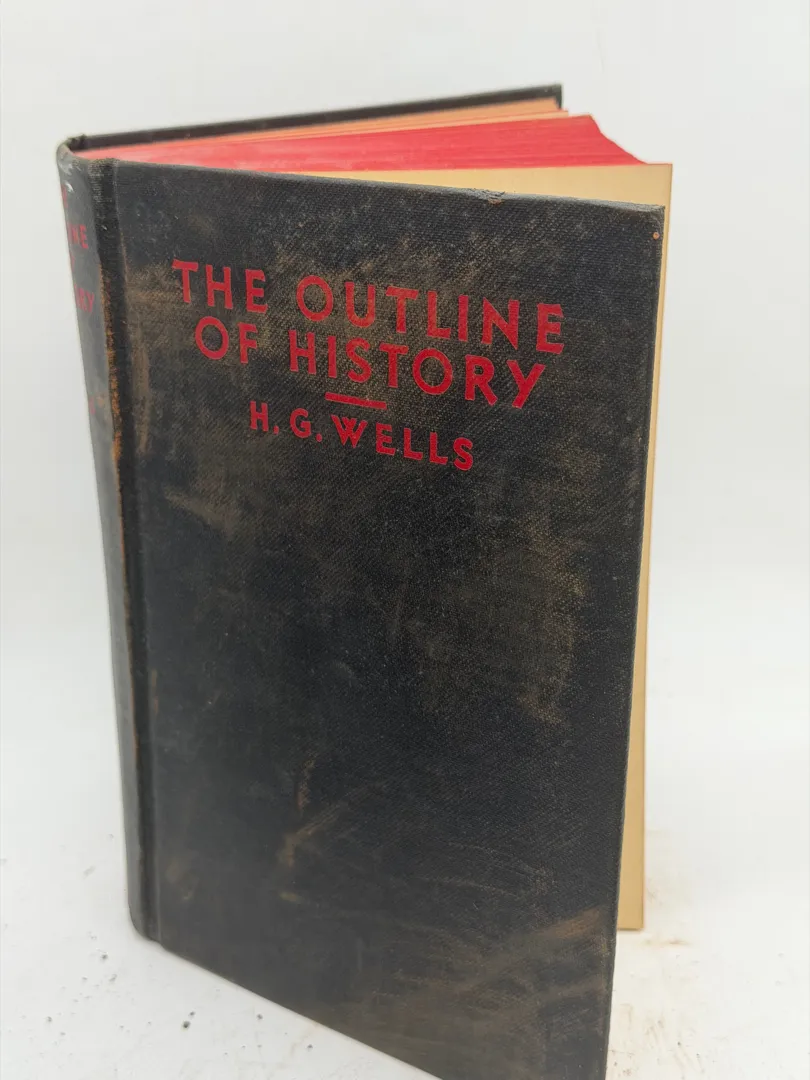 THE OUTLINE
OF HISTORY
H. G. WELLS